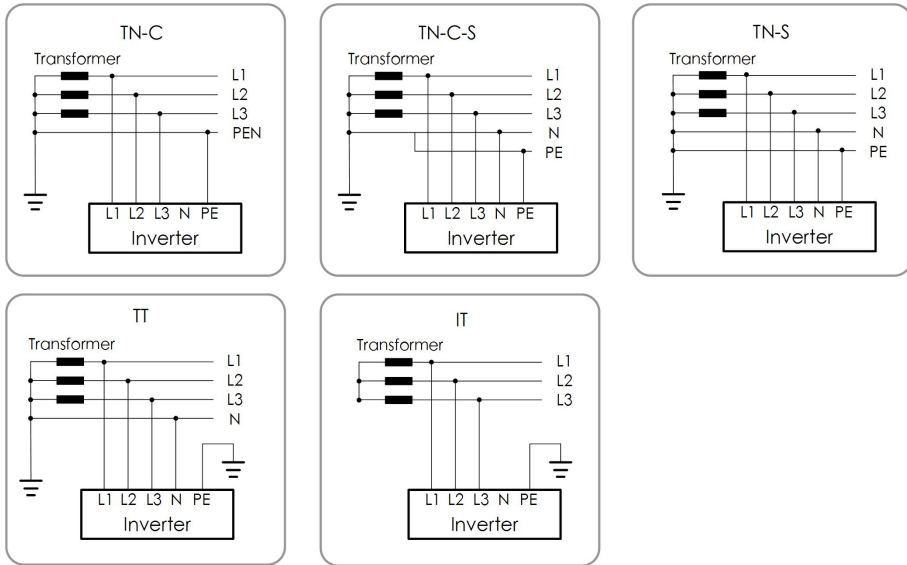 TN-C
Transformer
L1
L2
L3
PEN
L1 L2 L3 N PE
Inverter
TN-C-S
Transformer
L1
L2
L3
N
PE
L1 L2 L3 N PE
Inverter
TN-S
Transformer
L1
L2
L3
N
PE
L1 L2 L3 N PE
Inverter
TT
Transformer
L1
L2
L3
N
L1 L2 L3 N PE
Inverter
IT
Transformer
L1
L2
L3
L1 L2 L3 N PE
Inverter